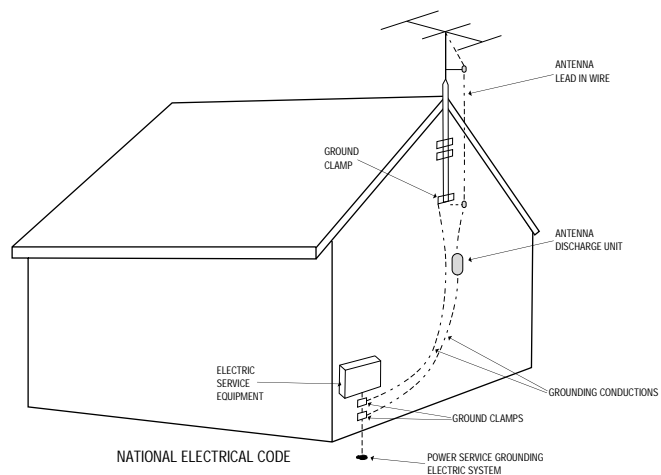 ANTENNA
LEAD IN WIRE
GROUND
CLAMP
ANTENNA
DISCHARGE UNIT
ELECTRIC
SERVICE
EQUIPMENT
GROUNDING CONDUCTIONS
GROUND CLAMPS
NATIONAL ELECTRICAL CODE
POWER SERVICE GROUNDING
ELECTRIC SYSTEM